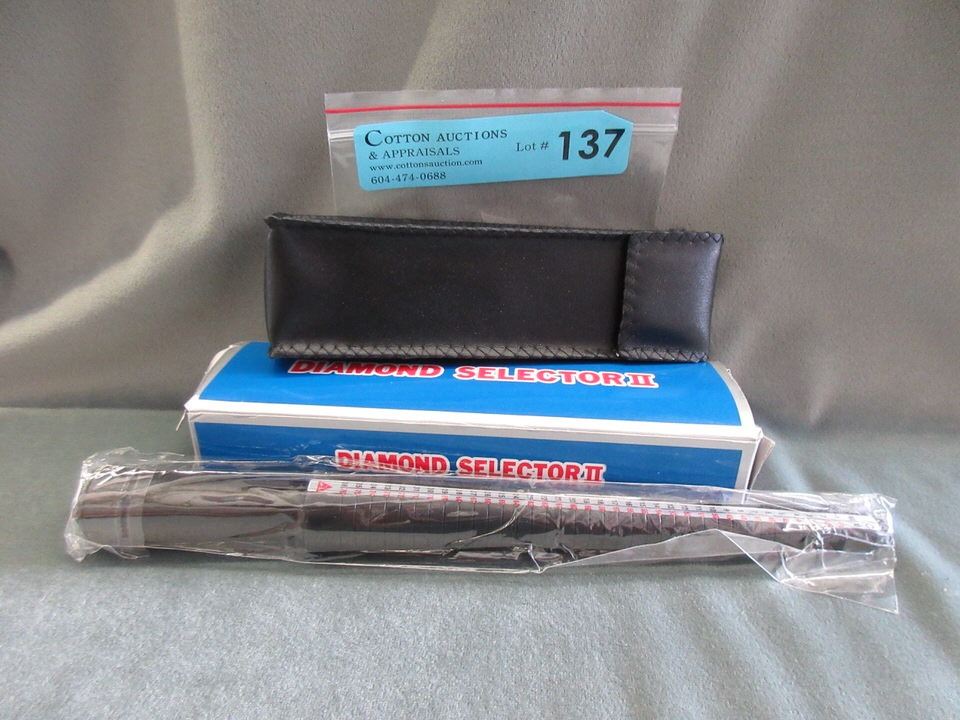 COTTON AUCTIONS
& APPRAISALS
www.cottonsauction.com
604-474-0688
Lot # 137
DIAMOND SELECTOR II
DIAMOND SELECTOR II